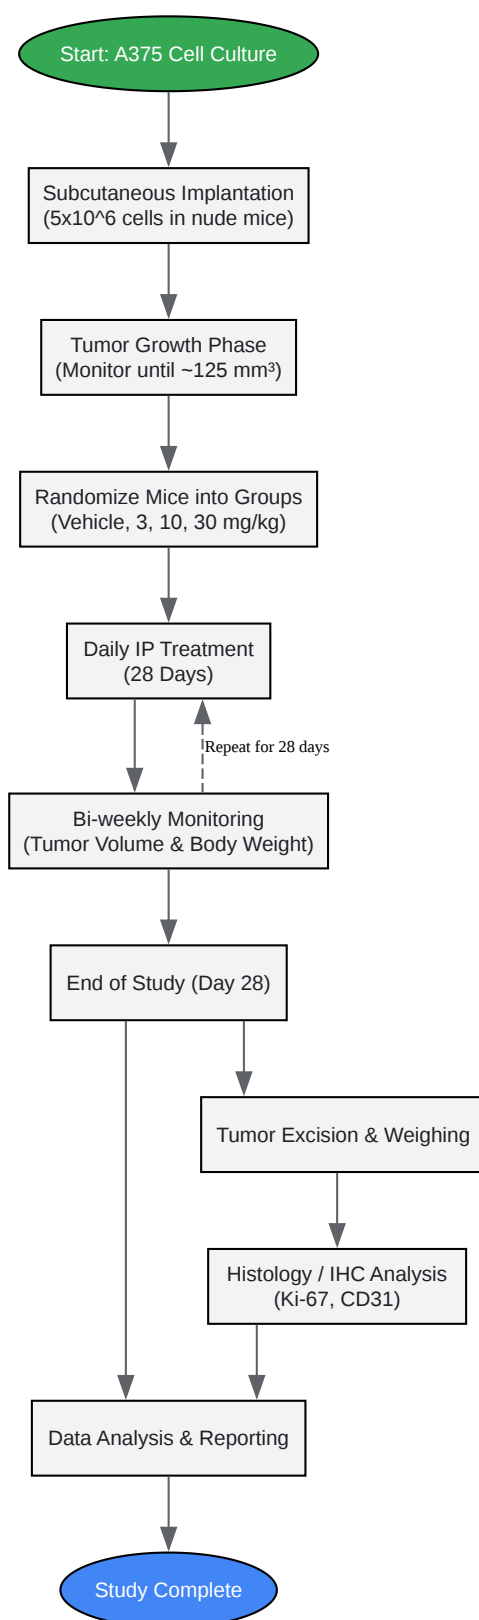 Start: A375 Cell Culture
Subcutaneous Implantation
(5x10^6 cells in nude mice)
Tumor Growth Phase
(Monitor until ~125 mm³)
Randomize Mice into Groups
(Vehicle, 3, 10, 30 mg/kg)
Daily IP Treatment
(28 Days)
Repeat for 28 days
Bi-weekly Monitoring
(Tumor Volume & Body Weight)
End of Study (Day 28)
Tumor Excision & Weighing
Histology / IHC Analysis
(Ki-67, CD31)
Data Analysis & Reporting
Study Complete